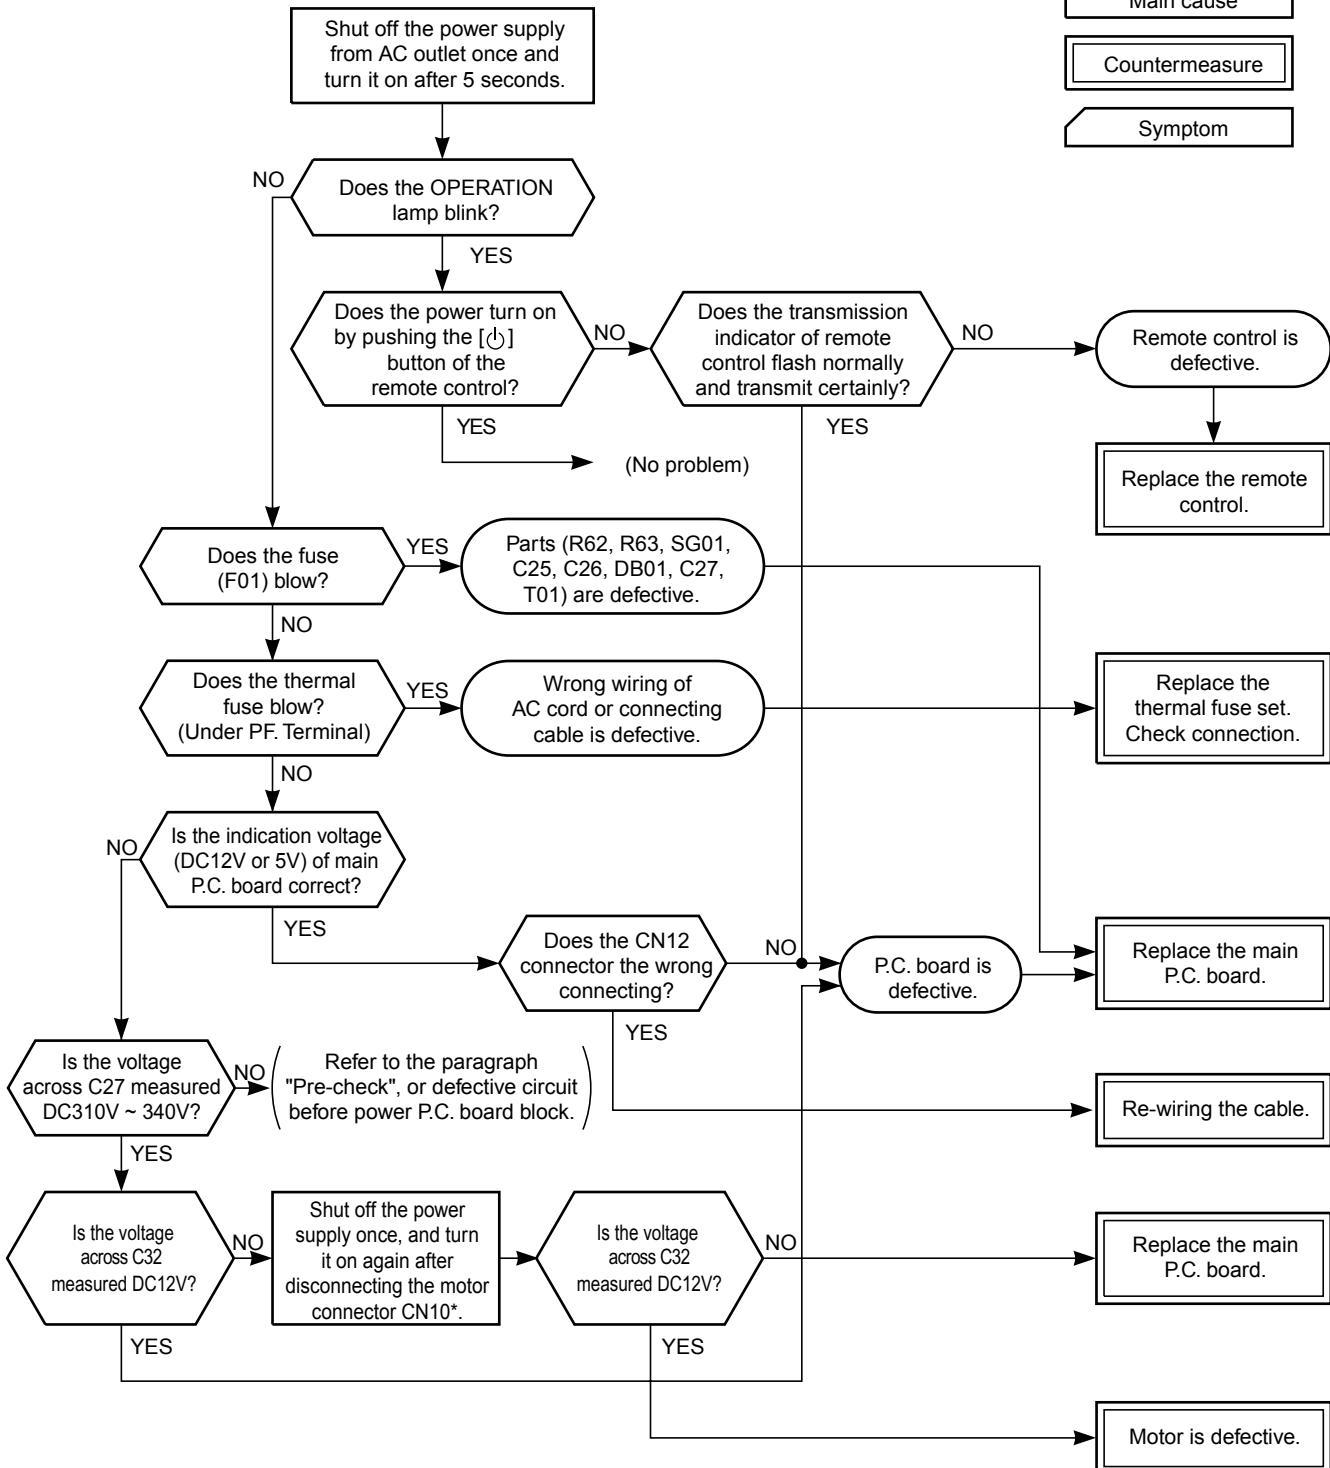 Main cause
Countermeasure
Symptom
Shut off the power supply
from AC outlet once and
turn it on after 5 seconds.
NO
Does the OPERATION
lamp blink?
YES
Does the power turn on
by pushing the [⏻]
button of the
remote control?
NO
Does the transmission
indicator of remote
control flash normally
and transmit certainly?
NO
Remote control is
defective.
YES
YES
(No problem)
Replace the remote
control.
Does the fuse
(F01) blow?
YES
Parts (R62, R63, SG01,
C25, C26, DB01, C27,
T01) are defective.
NO
Does the thermal
fuse blow?
(Under PF. Terminal)
YES
Wrong wiring of
AC cord or connecting
cable is defective.
Replace the
thermal fuse set.
Check connection.
NO
NO
Is the indication voltage
(DC12V or 5V) of main
P.C. board correct?
YES
Does the CN12
connector the wrong
connecting?
NO
P.C. board is
defective.
Replace the main
P.C. board.
YES
Is the voltage
across C27 measured
DC310V ~ 340V?
NO
Refer to the paragraph
"Pre-check", or defective circuit
before power P.C. board block.
Re-wiring the cable.
YES
Is the voltage
across C32
measured DC12V?
NO
Shut off the power
supply once, and turn
it on again after
disconnecting the motor
connector CN10*.
Is the voltage
across C32
measured DC12V?
NO
Replace the main
P.C. board.
YES
YES
Motor is defective.